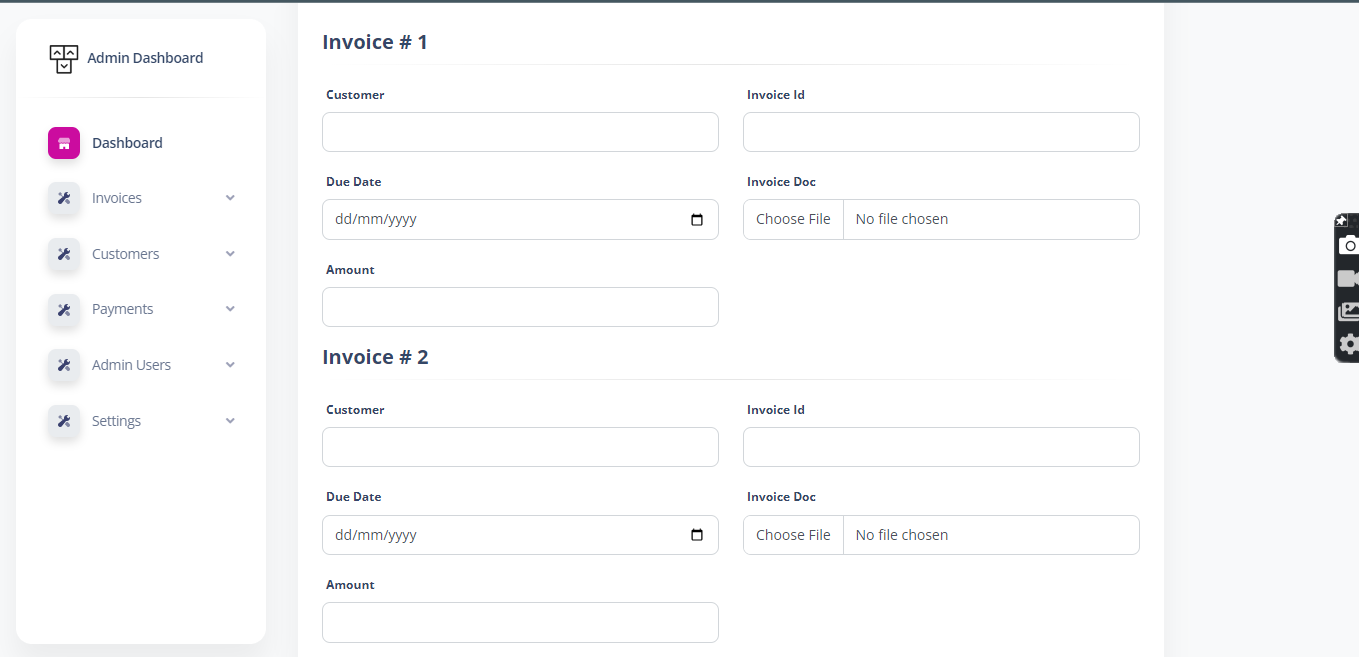 Admin Dashboard
Dashboard
Invoices
Customers
Payments
Admin Users
Settings
Invoice # 1
Customer
Invoice Id
Due Date
Invoice Doc
dd/mm/yyyy
Choose File No file chosen
Amount
Invoice # 2
Customer
Invoice Id
Due Date
Invoice Doc
dd/mm/yyyy
Choose File No file chosen
Amount